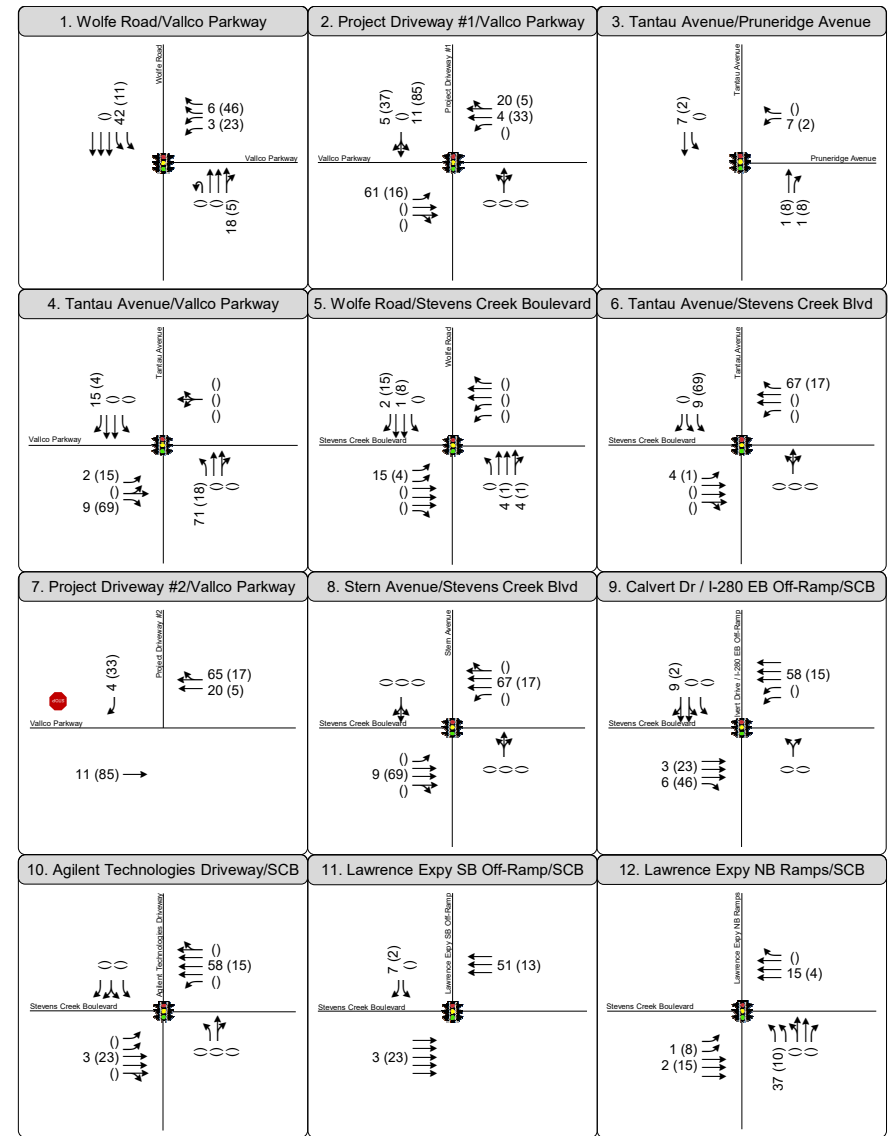 1. Wolfe Road/Vallco Parkway
Wolfe Road
()
42 (11)
6 (46)
3 (23)
Vallco Parkway
()
()
18 (5)
2. Project Driveway #1/Vallco Parkway
Project Driveway #1
5 (37)
()
11 (85)
20 (5)
4 (33)
()
Vallco Parkway
61 (16)
()
()
()
()
()
3. Tantau Avenue/Pruneridge Avenue
Tantau Avenue
7 (2)
()
()
7 (2)
Pruneridge Avenue
1 (8)
1 (8)
4. Tantau Avenue/Vallco Parkway
Tantau Avenue
15 (4)
()
()
()
()
()
Vallco Parkway
2 (15)
()
9 (69)
71 (18)
()
()
5. Wolfe Road/Stevens Creek Boulevard
Wolfe Road
2 (15)
1 (8)
()
()
()
()
Stevens Creek Boulevard
15 (4)
()
()
()
4 (1)
4 (1)
6. Tantau Avenue/Stevens Creek Blvd
Tantau Avenue
()
9 (69)
67 (17)
()
()
Stevens Creek Boulevard
4 (1)
()
()
()
()
()
7. Project Driveway #2/Vallco Parkway
Project Driveway #2
STOP
4 (33)
65 (17)
20 (5)
Vallco Parkway
11 (85)
8. Stern Avenue/Stevens Creek Blvd
Stern Avenue
()
()
()
()
67 (17)
()
Stevens Creek Boulevard
()
9 (69)
()
()
()
()
9. Calvert Dr / I-280 EB Off-Ramp/SCB
lvert Drive / I-280 EB Off-Ramp
9 (2)
()
()
58 (15)
()
Stevens Creek Boulevard
3 (23)
6 (46)
()
()
10. Agilent Technologies Driveway/SCB
Agilent Technologies Driveway
()
()
()
58 (15)
()
Stevens Creek Boulevard
()
3 (23)
()
()
()
()
11. Lawrence Expy SB Off-Ramp/SCB
Lawrence Expy SB Off-Ramp
7 (2)
()
51 (13)
Stevens Creek Boulevard
3 (23)
12. Lawrence Expy NB Ramps/SCB
Lawrence Expy NB Ramps
()
15 (4)
Stevens Creek Boulevard
1 (8)
2 (15)
37 (10)
()
()